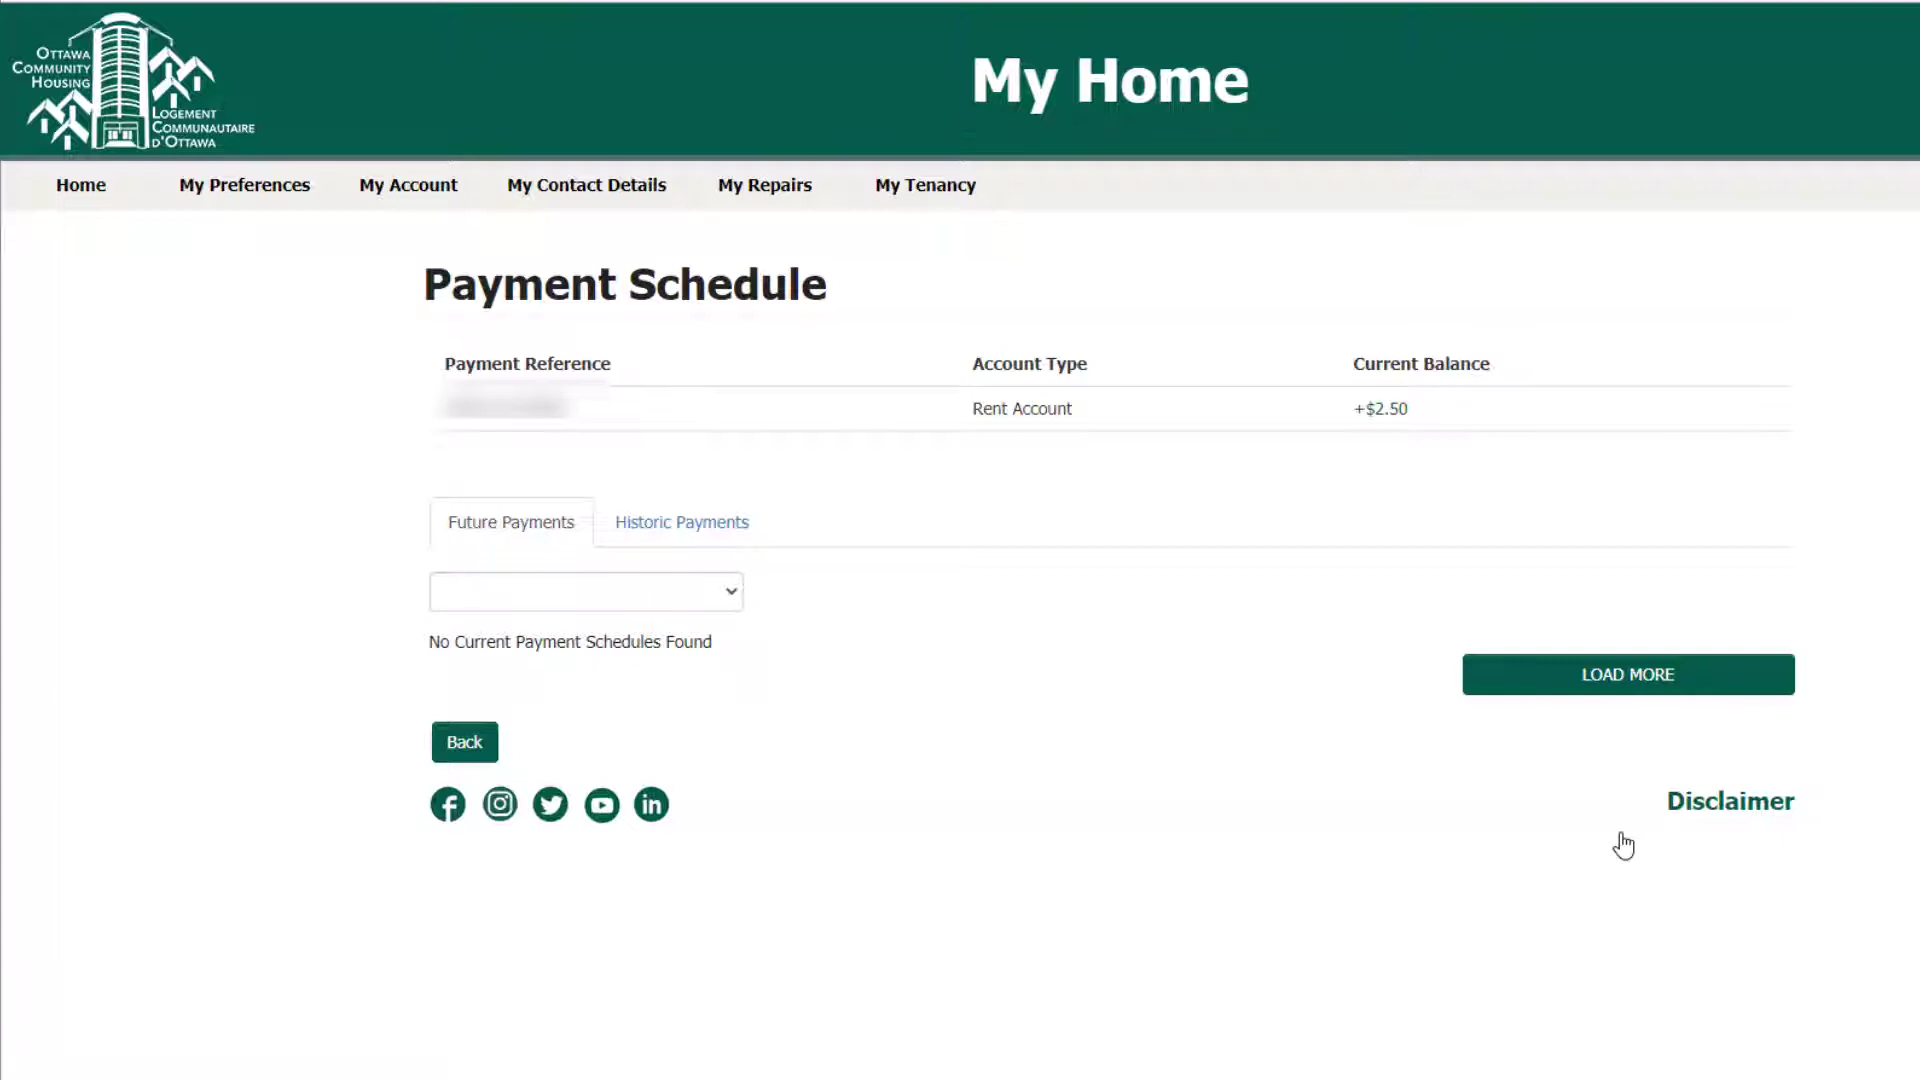 OTTAWA
COMMUNITY
HOUSING
LOGEMENT
COMMUNAUTAIRE
D'OTTAWA
My Home
Home My Preferences My Account My Contact Details My Repairs My Tenancy
Payment Schedule
Payment Reference Account Type Current Balance
Rent Account +$2.50
Future Payments Historic Payments
No Current Payment Schedules Found
LOAD MORE
Back
Disclaimer